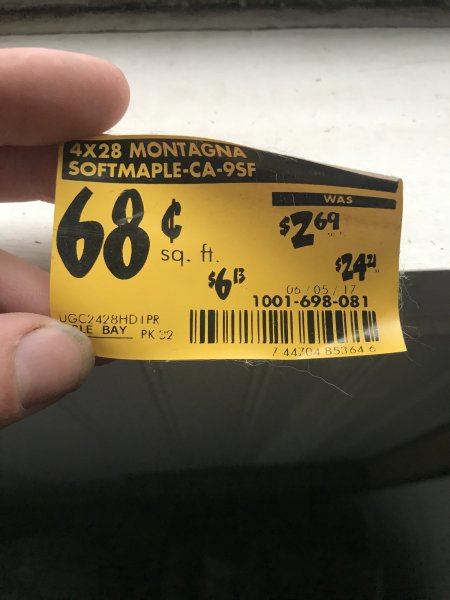 4X28 MONTAGNA
SOFTMAPLE-CA-9SF
WAS
68¢
sq. ft.
$2 69
$6 13
$24 21
06/05/17
1001-698-081
UGC2428HD1PR
BLE BAY PK 32
7 44704 85364 6